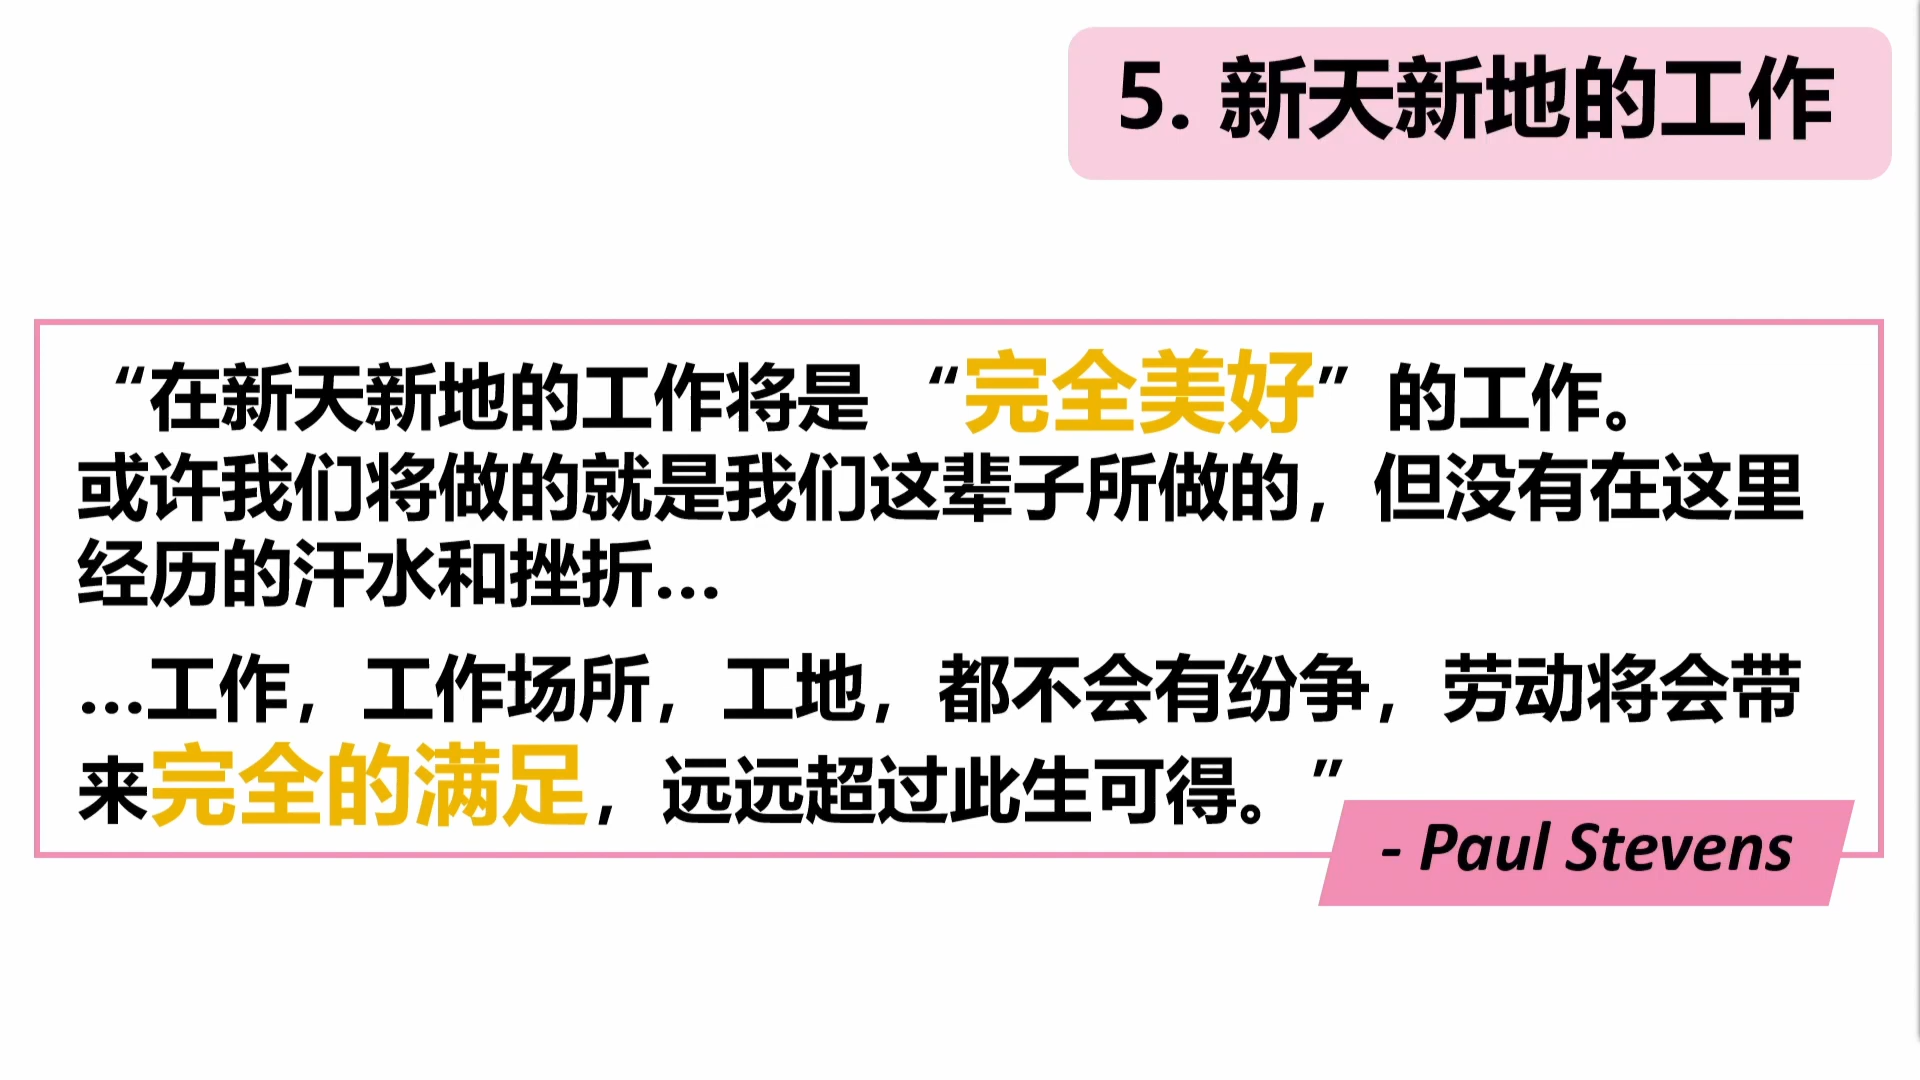 5. 新天新地的工作
“在新天新地的工作将是 “完全美好”的工作。
或许我们将做的就是我们这辈子所做的，但没有在这里
经历的汗水和挫折…
…工作，工作场所，工地，都不会有纷争，劳动将会带
来完全的满足，远远超过此生可得。”
- Paul Stevens